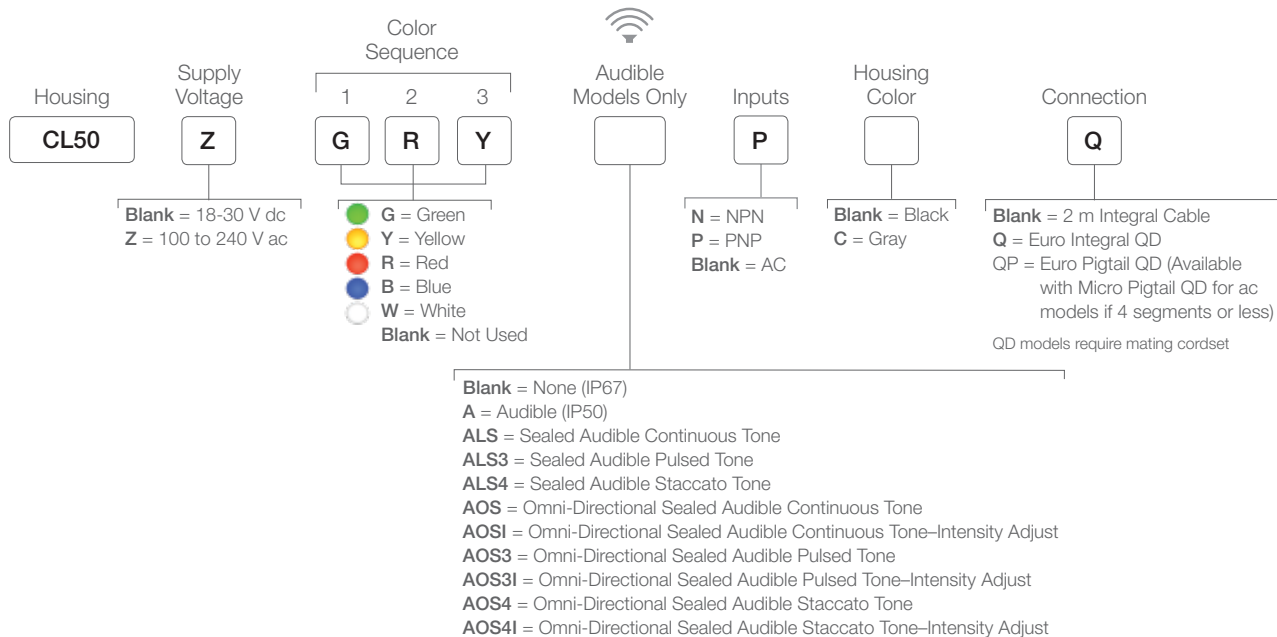 Color
Sequence
Housing
Supply
Voltage
1 2 3
Audible
Models Only
Inputs
Housing
Color
Connection
CL50 Z G R Y P Q
Blank = 18-30 V dc
Z = 100 to 240 V ac
G = Green
Y = Yellow
R = Red
B = Blue
W = White
Blank = Not Used
N = NPN
P = PNP
Blank = AC
Blank = Black
C = Gray
Blank = 2 m Integral Cable
Q = Euro Integral QD
QP = Euro Pigtail QD (Available
with Micro Pigtail QD for ac
models if 4 segments or less)
QD models require mating cordset
Blank = None (IP67)
A = Audible (IP50)
ALS = Sealed Audible Continuous Tone
ALS3 = Sealed Audible Pulsed Tone
ALS4 = Sealed Audible Staccato Tone
AOS = Omni-Directional Sealed Audible Continuous Tone
AOSI = Omni-Directional Sealed Audible Continuous Tone–Intensity Adjust
AOS3 = Omni-Directional Sealed Audible Pulsed Tone
AOS3I = Omni-Directional Sealed Audible Pulsed Tone–Intensity Adjust
AOS4 = Omni-Directional Sealed Audible Staccato Tone
AOS4I = Omni-Directional Sealed Audible Staccato Tone–Intensity Adjust